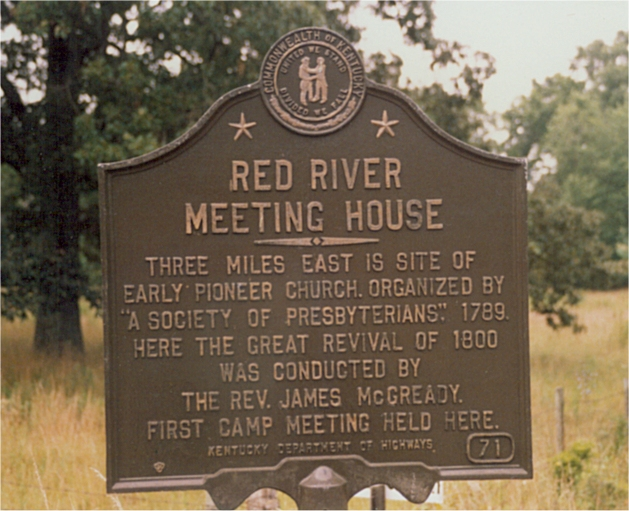 COMMONWEALTH OF KENTUCKY
UNITED WE STAND
DIVIDED WE FALL
RED RIVER
MEETING HOUSE
THREE MILES EAST IS SITE OF
EARLY PIONEER CHURCH. ORGANIZED BY
"A SOCIETY OF PRESBYTERIANS". 1789.
HERE THE GREAT REVIVAL OF 1800
WAS CONDUCTED BY
THE REV. JAMES McGREADY.
FIRST CAMP MEETING HELD HERE.
KENTUCKY DEPARTMENT OF HIGHWAYS.
71